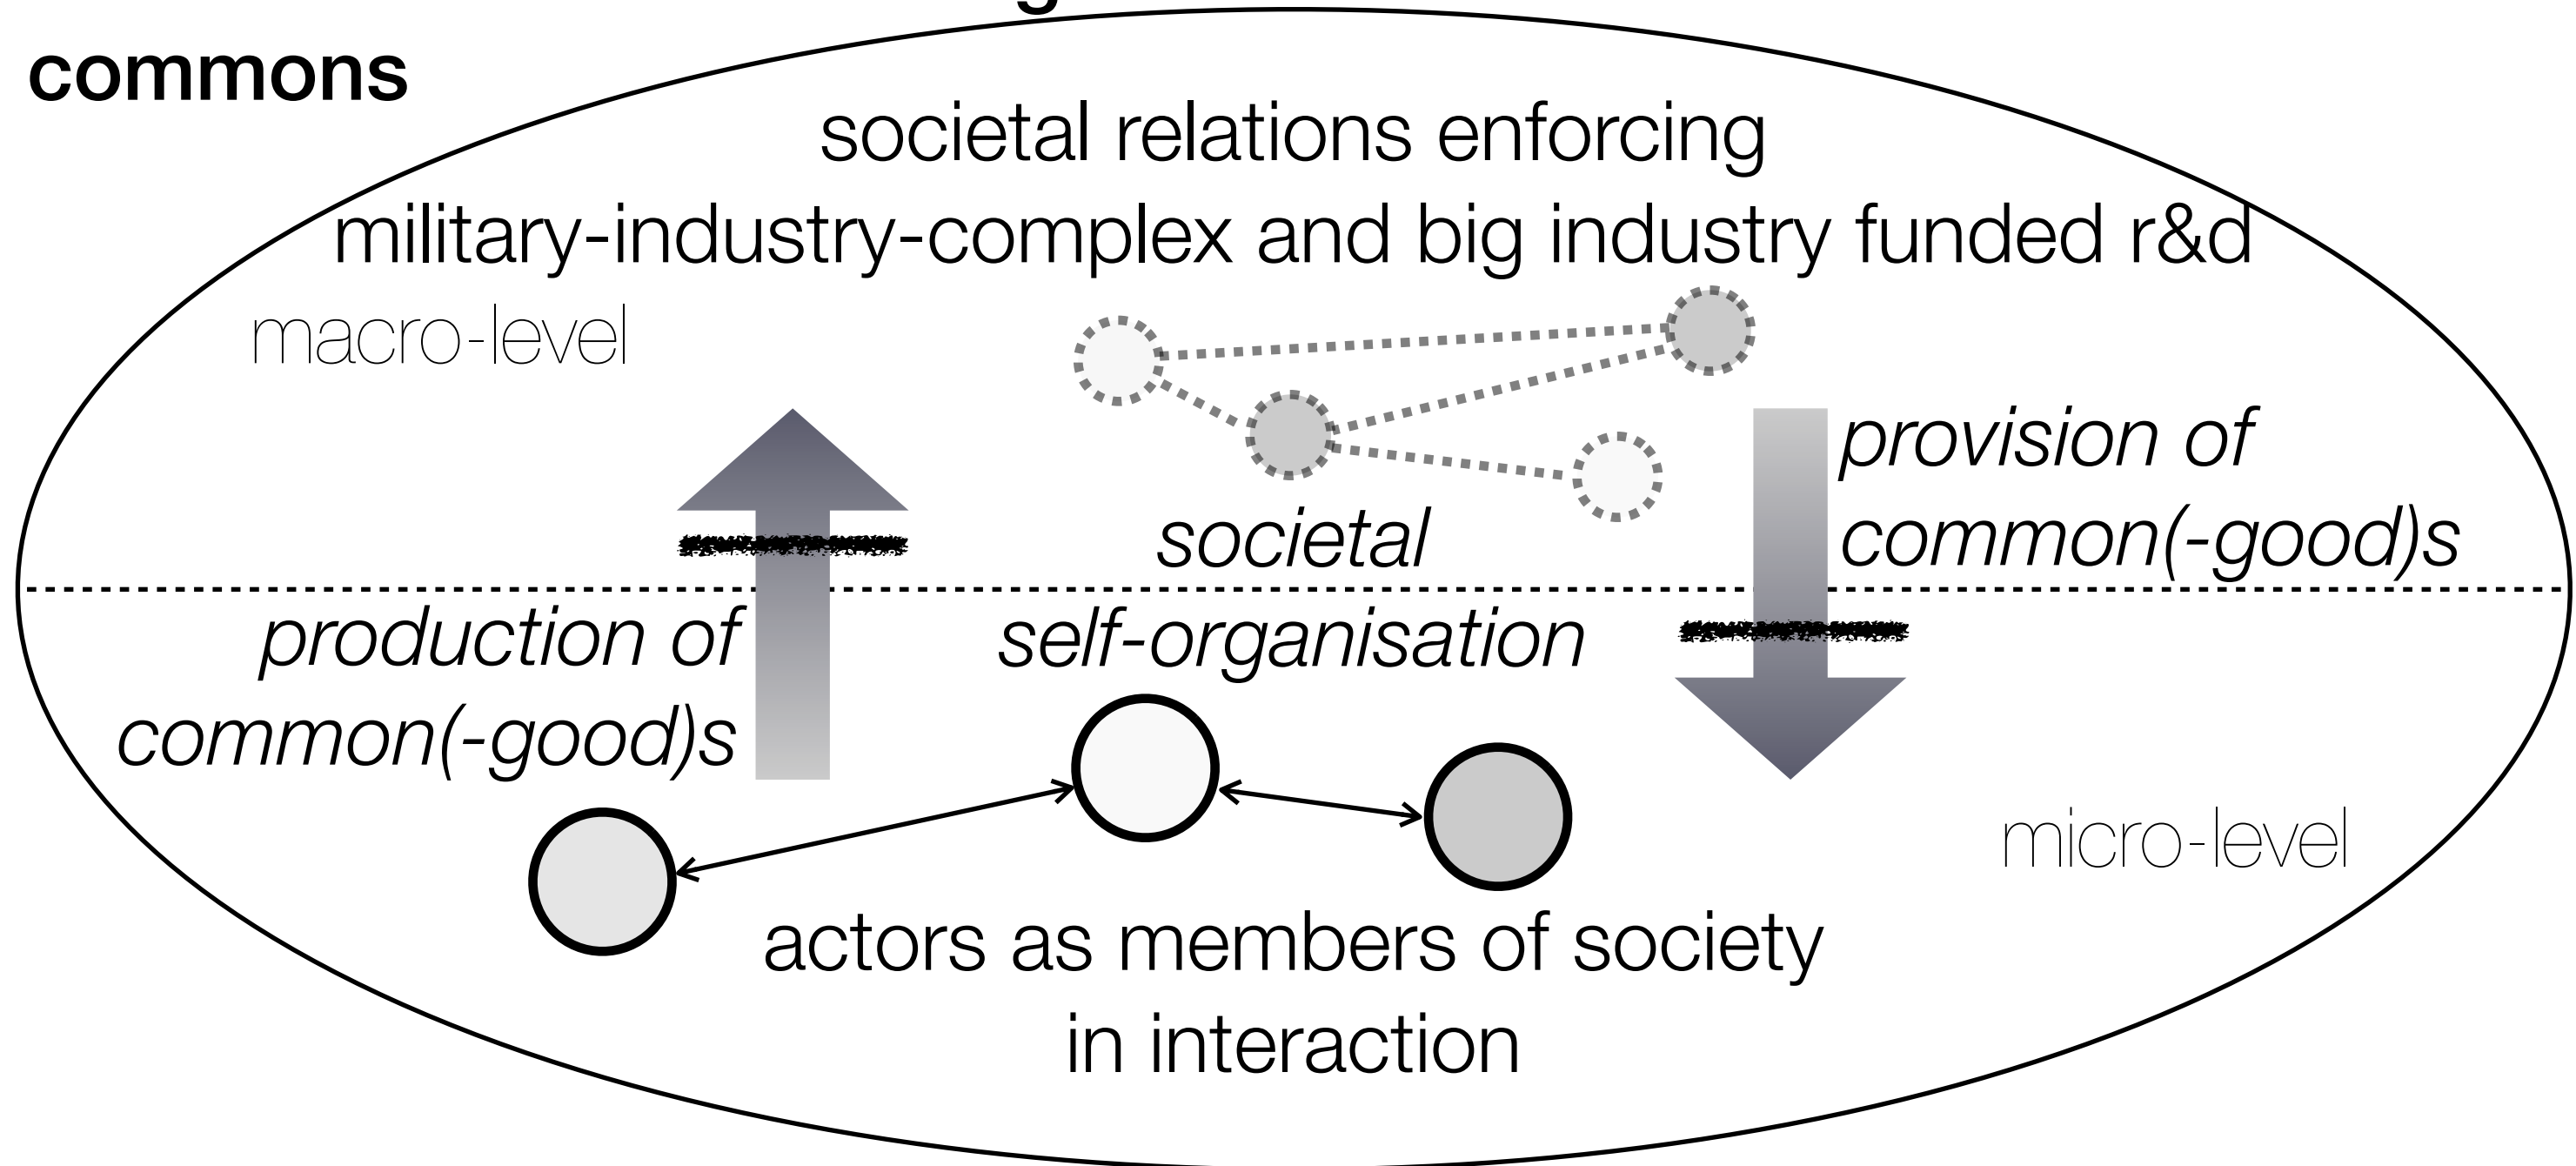 commons
societal relations enforcing
military-industry-complex and big industry funded r&d
macro-level
provision of
common(-good)s
societal
self-organisation
production of
common(-good)s
micro-level
actors as members of society
in interaction